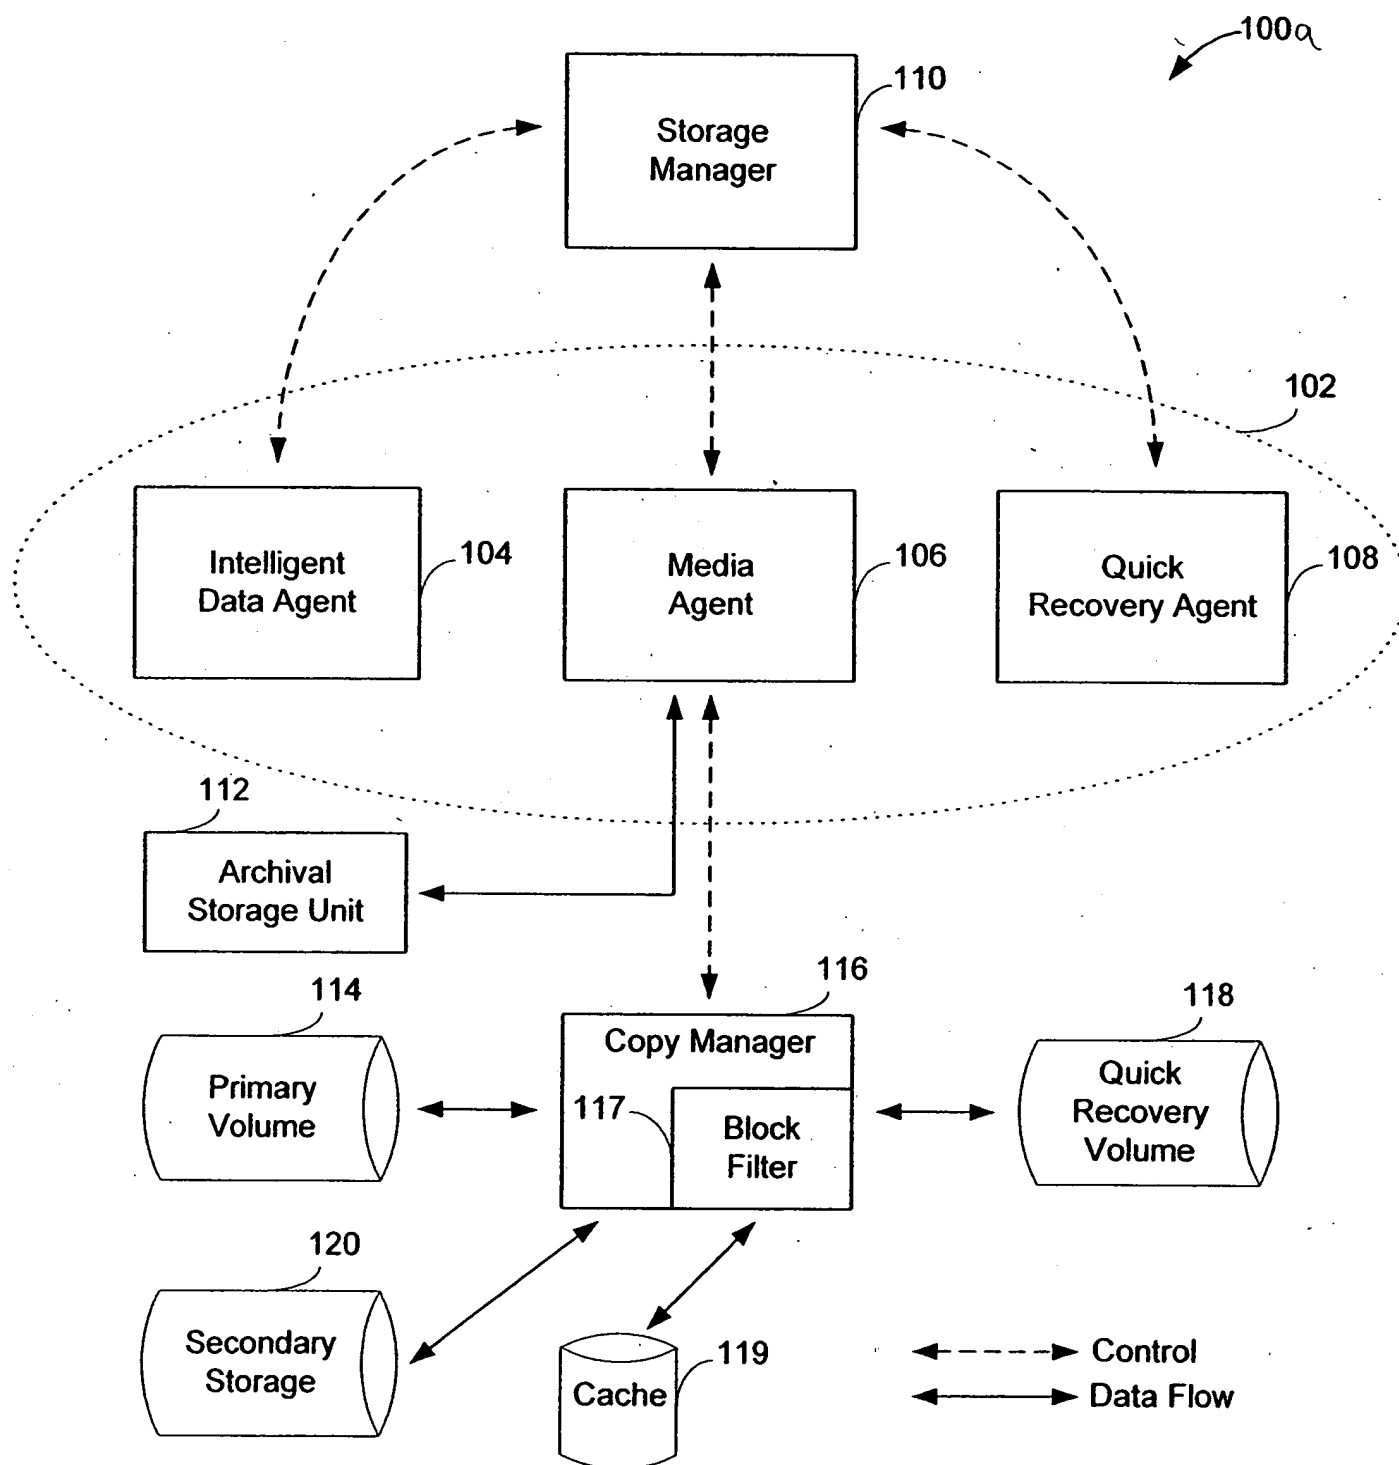 100a
110
Storage
Manager
102
Intelligent
Data Agent
104
Media
Agent
106
Quick
Recovery Agent
108
112
Archival
Storage Unit
114
Primary
Volume
116
Copy Manager
117
Block
Filter
118
Quick
Recovery
Volume
120
Secondary
Storage
119
Cache
Control
Data Flow